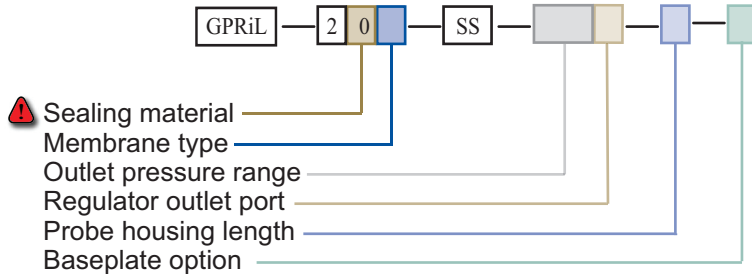 GPRiL 2 0 SS
! Sealing material
Membrane type
Outlet pressure range
Regulator outlet port
Probe housing length
Baseplate option